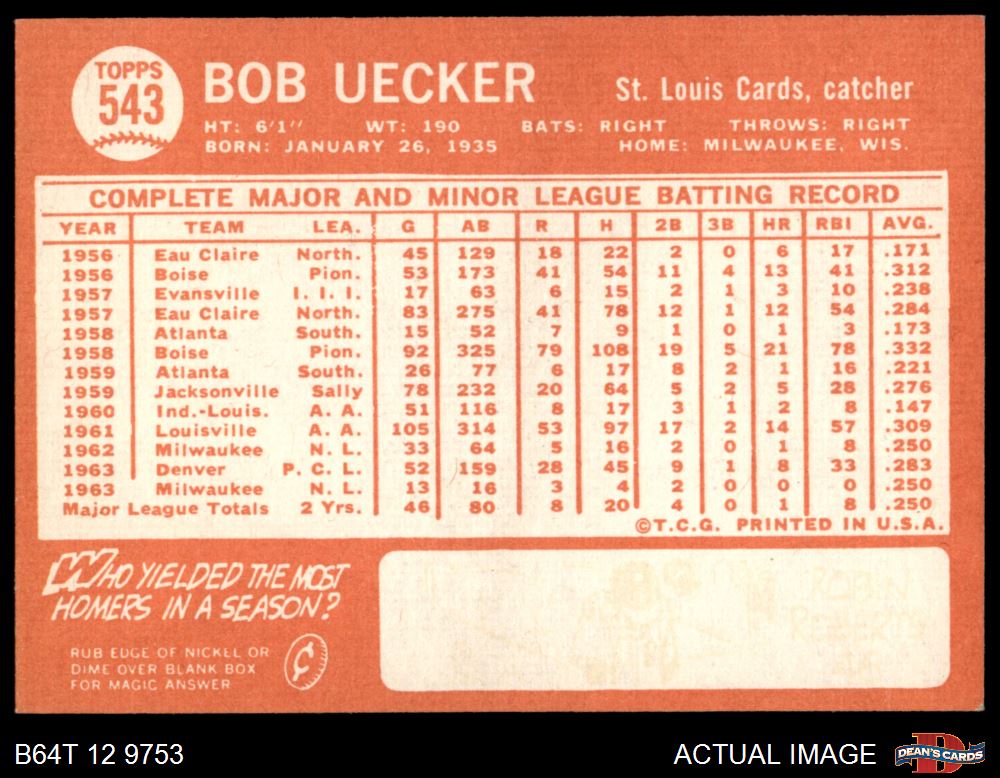 TOPPS
543
BOB UECKER
St. Louis Cards, catcher
HT: 6'1'' WT: 190 BATS: RIGHT THROWS: RIGHT
BORN: JANUARY 26, 1935 HOME: MILWAUKEE, WIS.
COMPLETE MAJOR AND MINOR LEAGUE BATTING RECORD
YEAR TEAM LEA. G AB R H 2B 3B HR RBI AVG.
1956 Eau Claire North. 45 129 18 22 2 0 6 17 .171
1956 Boise Pion. 53 173 41 54 11 4 13 41 .312
1957 Evansville I. I. I. 17 63 6 15 2 1 3 10 .238
1957 Eau Claire North. 83 275 41 78 12 1 12 54 .284
1958 Atlanta South. 15 52 7 9 1 0 1 3 .173
1958 Boise Pion. 92 325 79 108 19 5 21 78 .332
1959 Atlanta South. 26 77 6 17 8 2 1 16 .221
1959 Jacksonville Sally 78 232 20 64 5 2 5 28 .276
1960 Ind.-Louis. A. A. 51 116 8 17 3 1 2 8 .147
1961 Louisville A. A. 105 314 53 97 17 2 14 57 .309
1962 Milwaukee N. L. 33 64 5 16 2 0 1 8 .250
1963 Denver P. C. L. 52 159 28 45 9 1 8 33 .283
1963 Milwaukee N. L. 13 16 3 4 2 0 0 0 .250
Major League Totals 2 Yrs. 46 80 8 20 4 0 1 8 .250
©T.C.G. PRINTED IN U.S.A.
WHO YIELDED THE MOST
HOMERS IN A SEASON?
RUB EDGE OF NICKEL OR
DIME OVER BLANK BOX
FOR MAGIC ANSWER
¢
ROBIN
ROBERTS
B64T 12 9753
ACTUAL IMAGE
DEAN'S CARDS